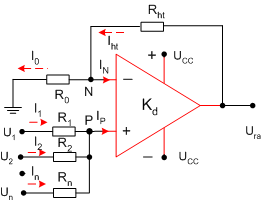 R_ht
I_0
I_ht
+
U_CC
I_N
R_0
N
−
K_d
U_ra
I_1
P
I_P
U_1
R_1
+
I_2
U_2
R_2
−
U_CC
I_n
R_n
U_n